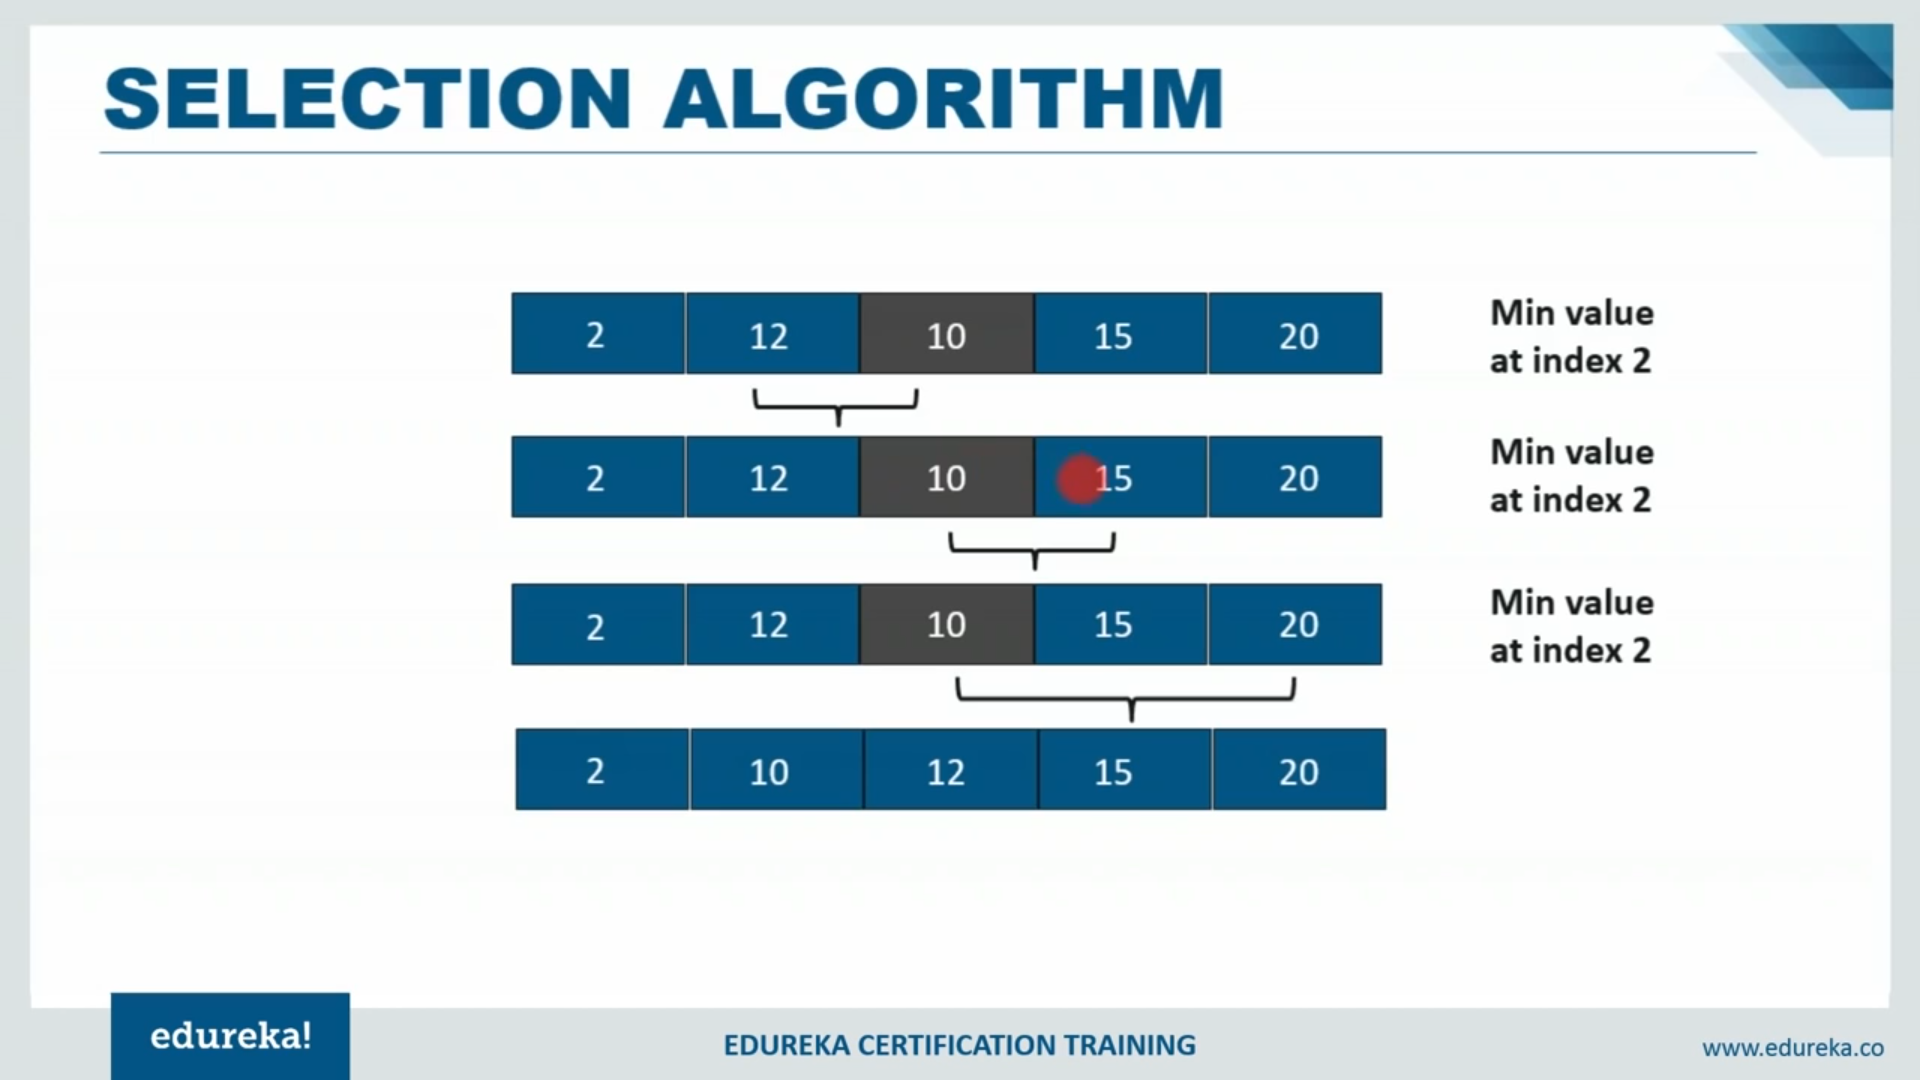 SELECTION ALGORITHM
2 12 10 15 20
Min value
at index 2
2 12 10 15 20
Min value
at index 2
2 12 10 15 20
Min value
at index 2
2 10 12 15 20
edureka!
EDUREKA CERTIFICATION TRAINING
www.edureka.co